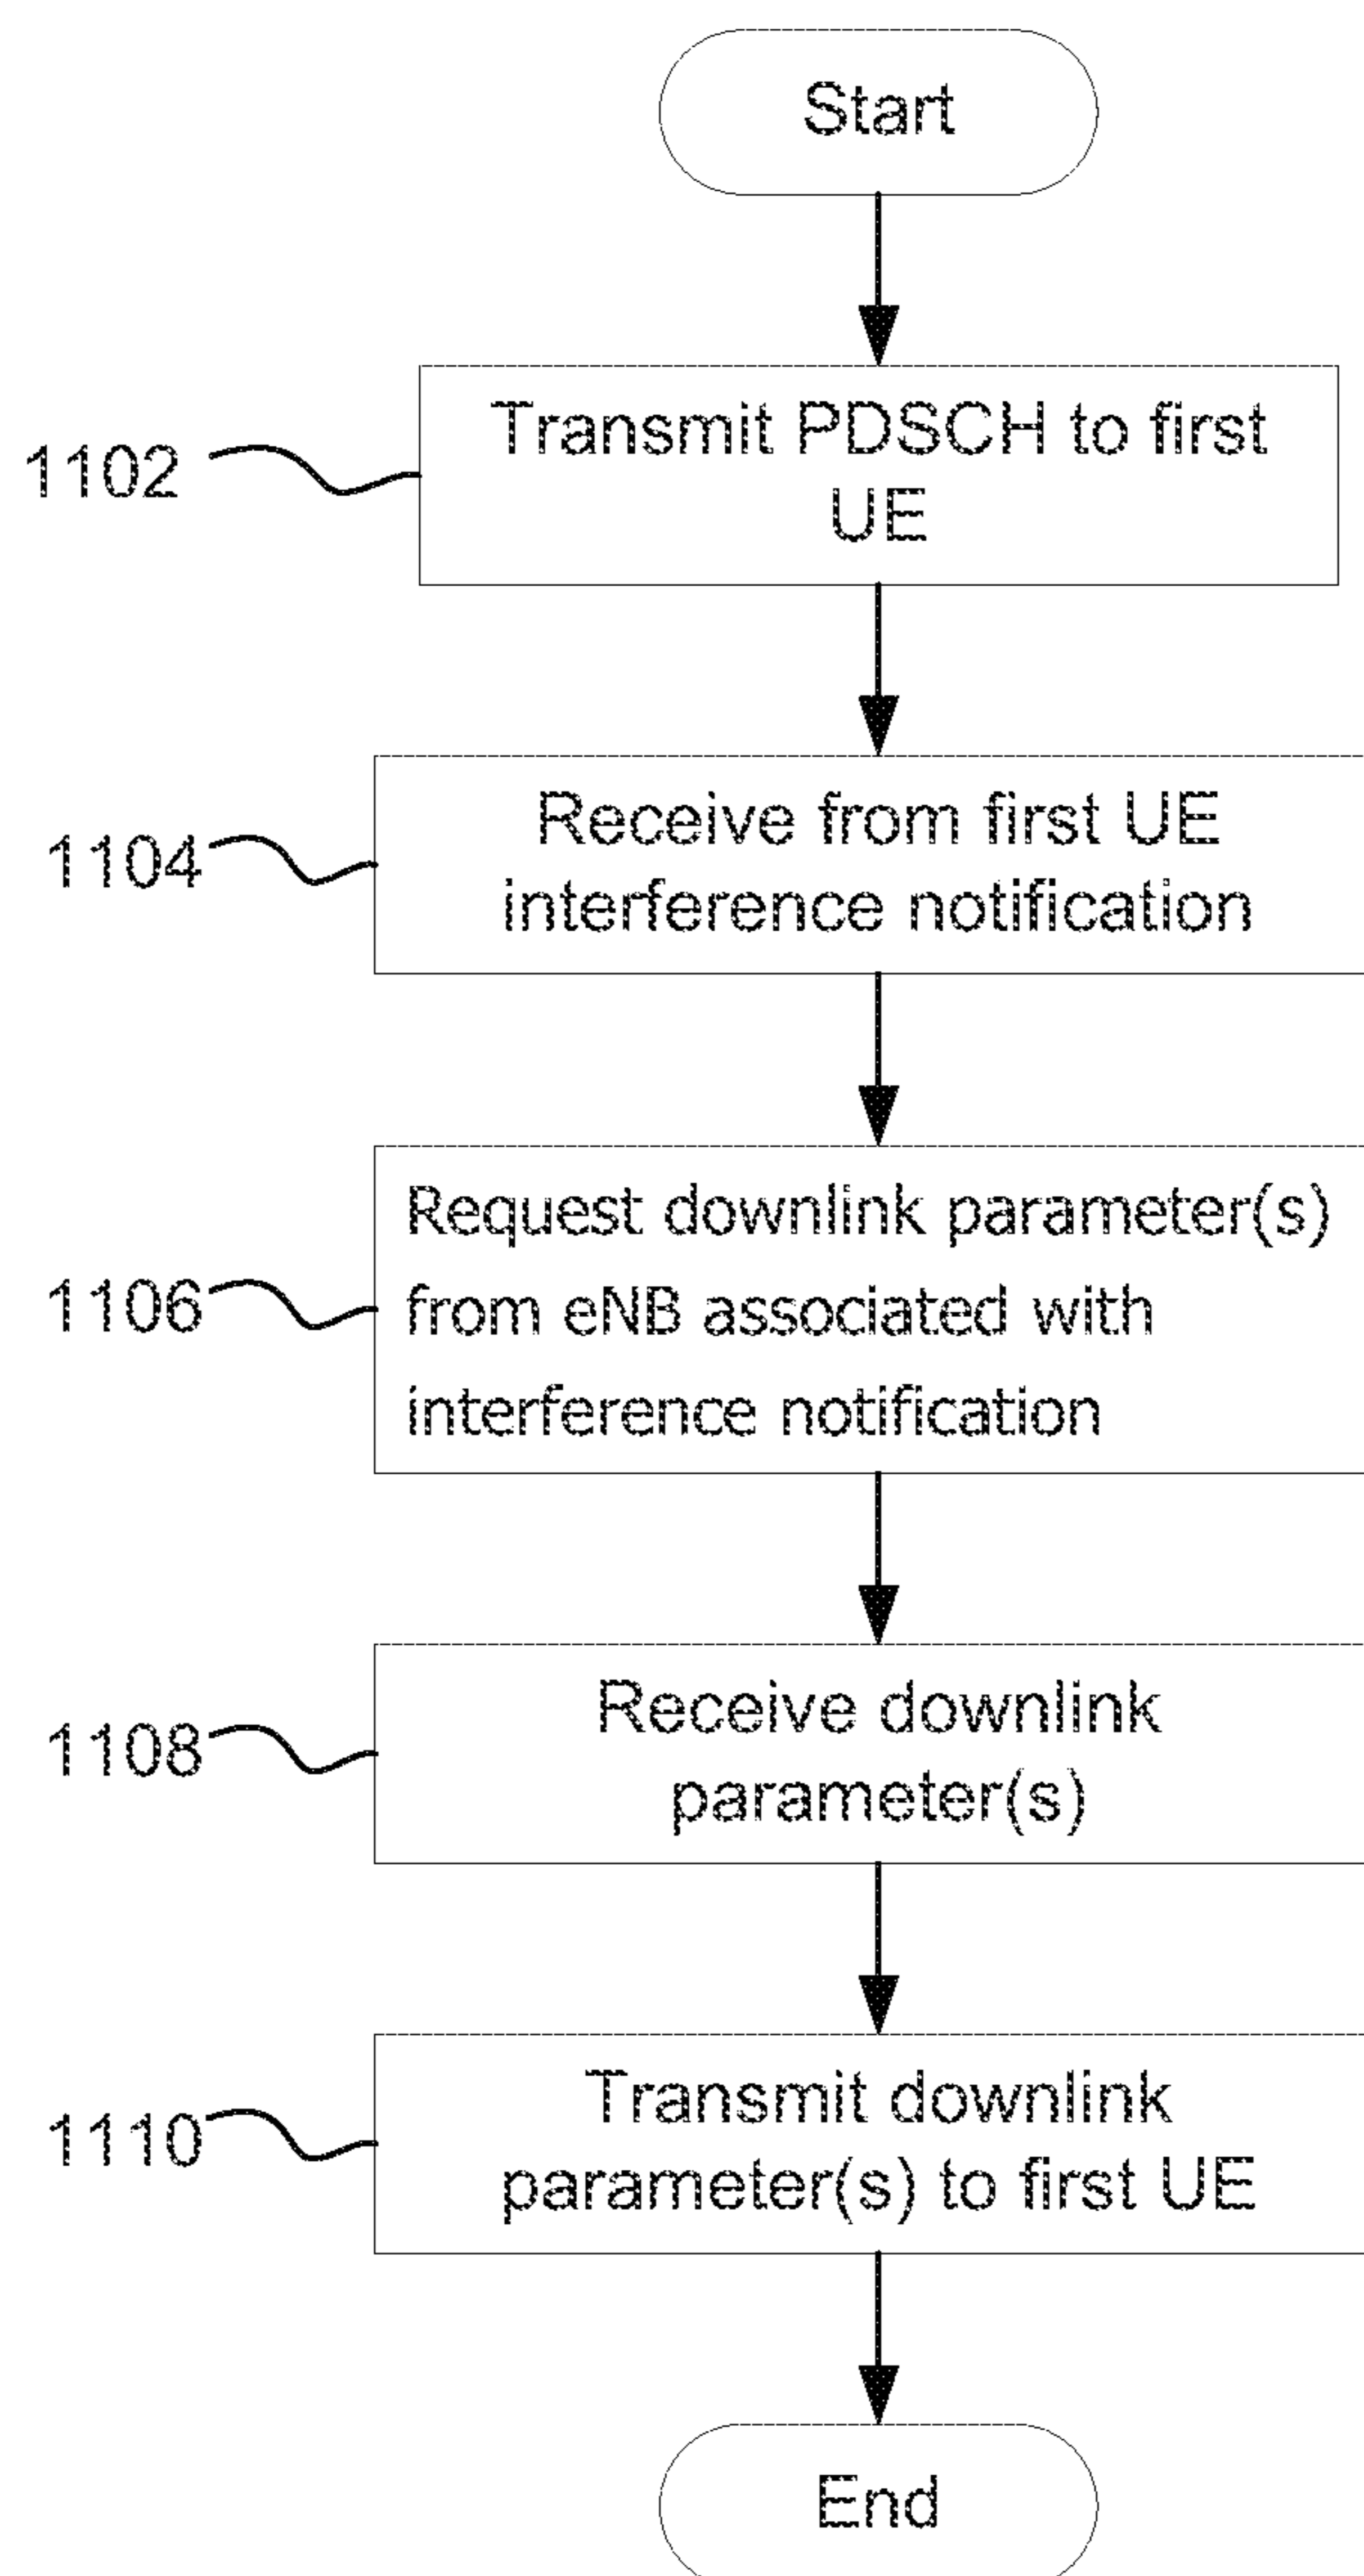 Start
1102
Transmit PDSCH to first
UE
1104
Receive from first UE
interference notification
1106
Request downlink parameter(s)
from eNB associated with
interference notification
1108
Receive downlink
parameter(s)
1110
Transmit downlink
parameter(s) to first UE
End